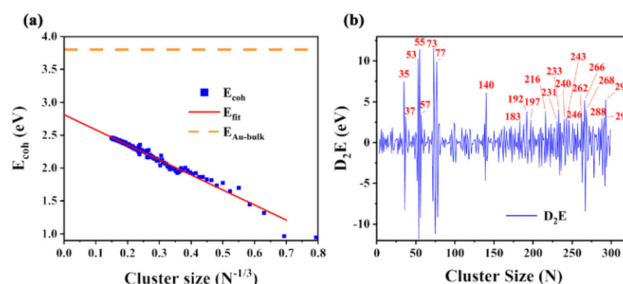 (a)
4.0
3.5
3.0
2.5
2.0
1.5
1.0
E_coh (eV)
E_coh
E_fit
E_Au-bulk
0.0 0.1 0.2 0.3 0.4 0.5 0.6 0.7 0.8
Cluster size (N^-1/3)
(b)
10
5
0
-5
-10
D₂E (eV)
35
37
53
55
57
73
77
140
183
192
197
216
231
233
240
243
246
262
266
268
288
D₂E
0 50 100 150 200 250 300
Cluster Size (N)